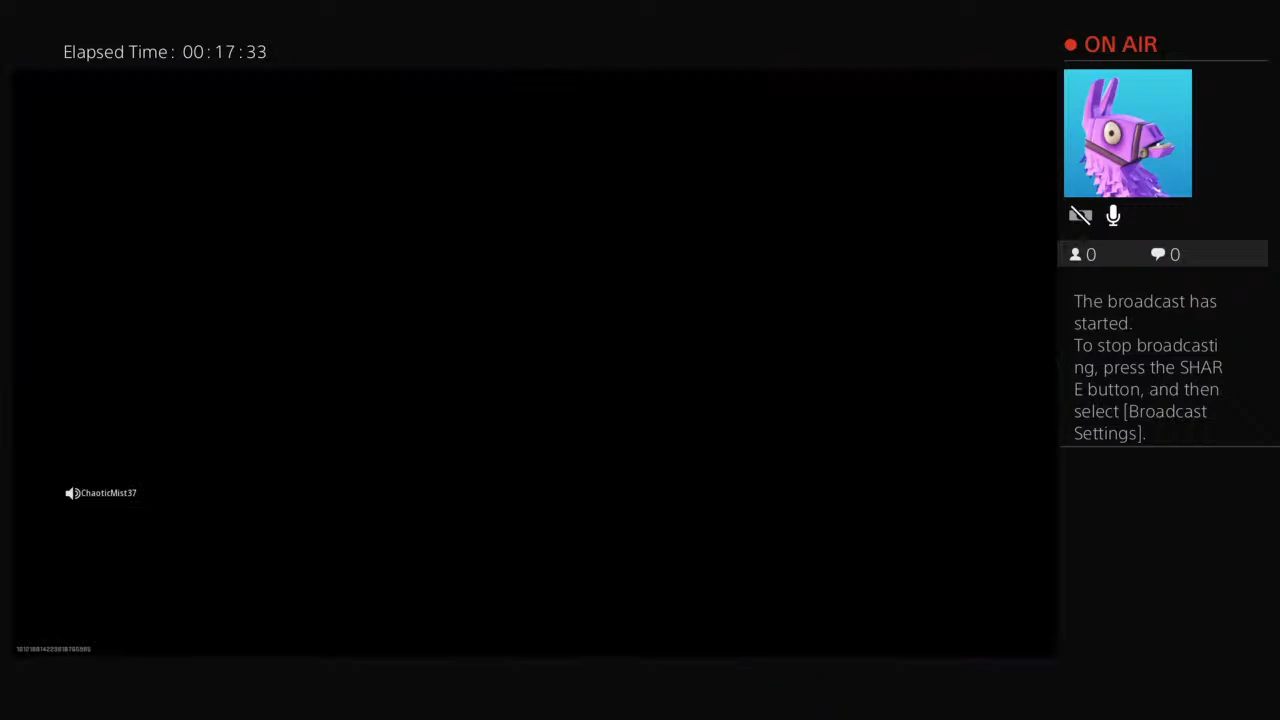 Elapsed Time: 00:17:33
ON AIR
0 0
The broadcast has
started.
To stop broadcasti
ng, press the SHAR
E button, and then
select [Broadcast
Settings].
ChaoticMist37